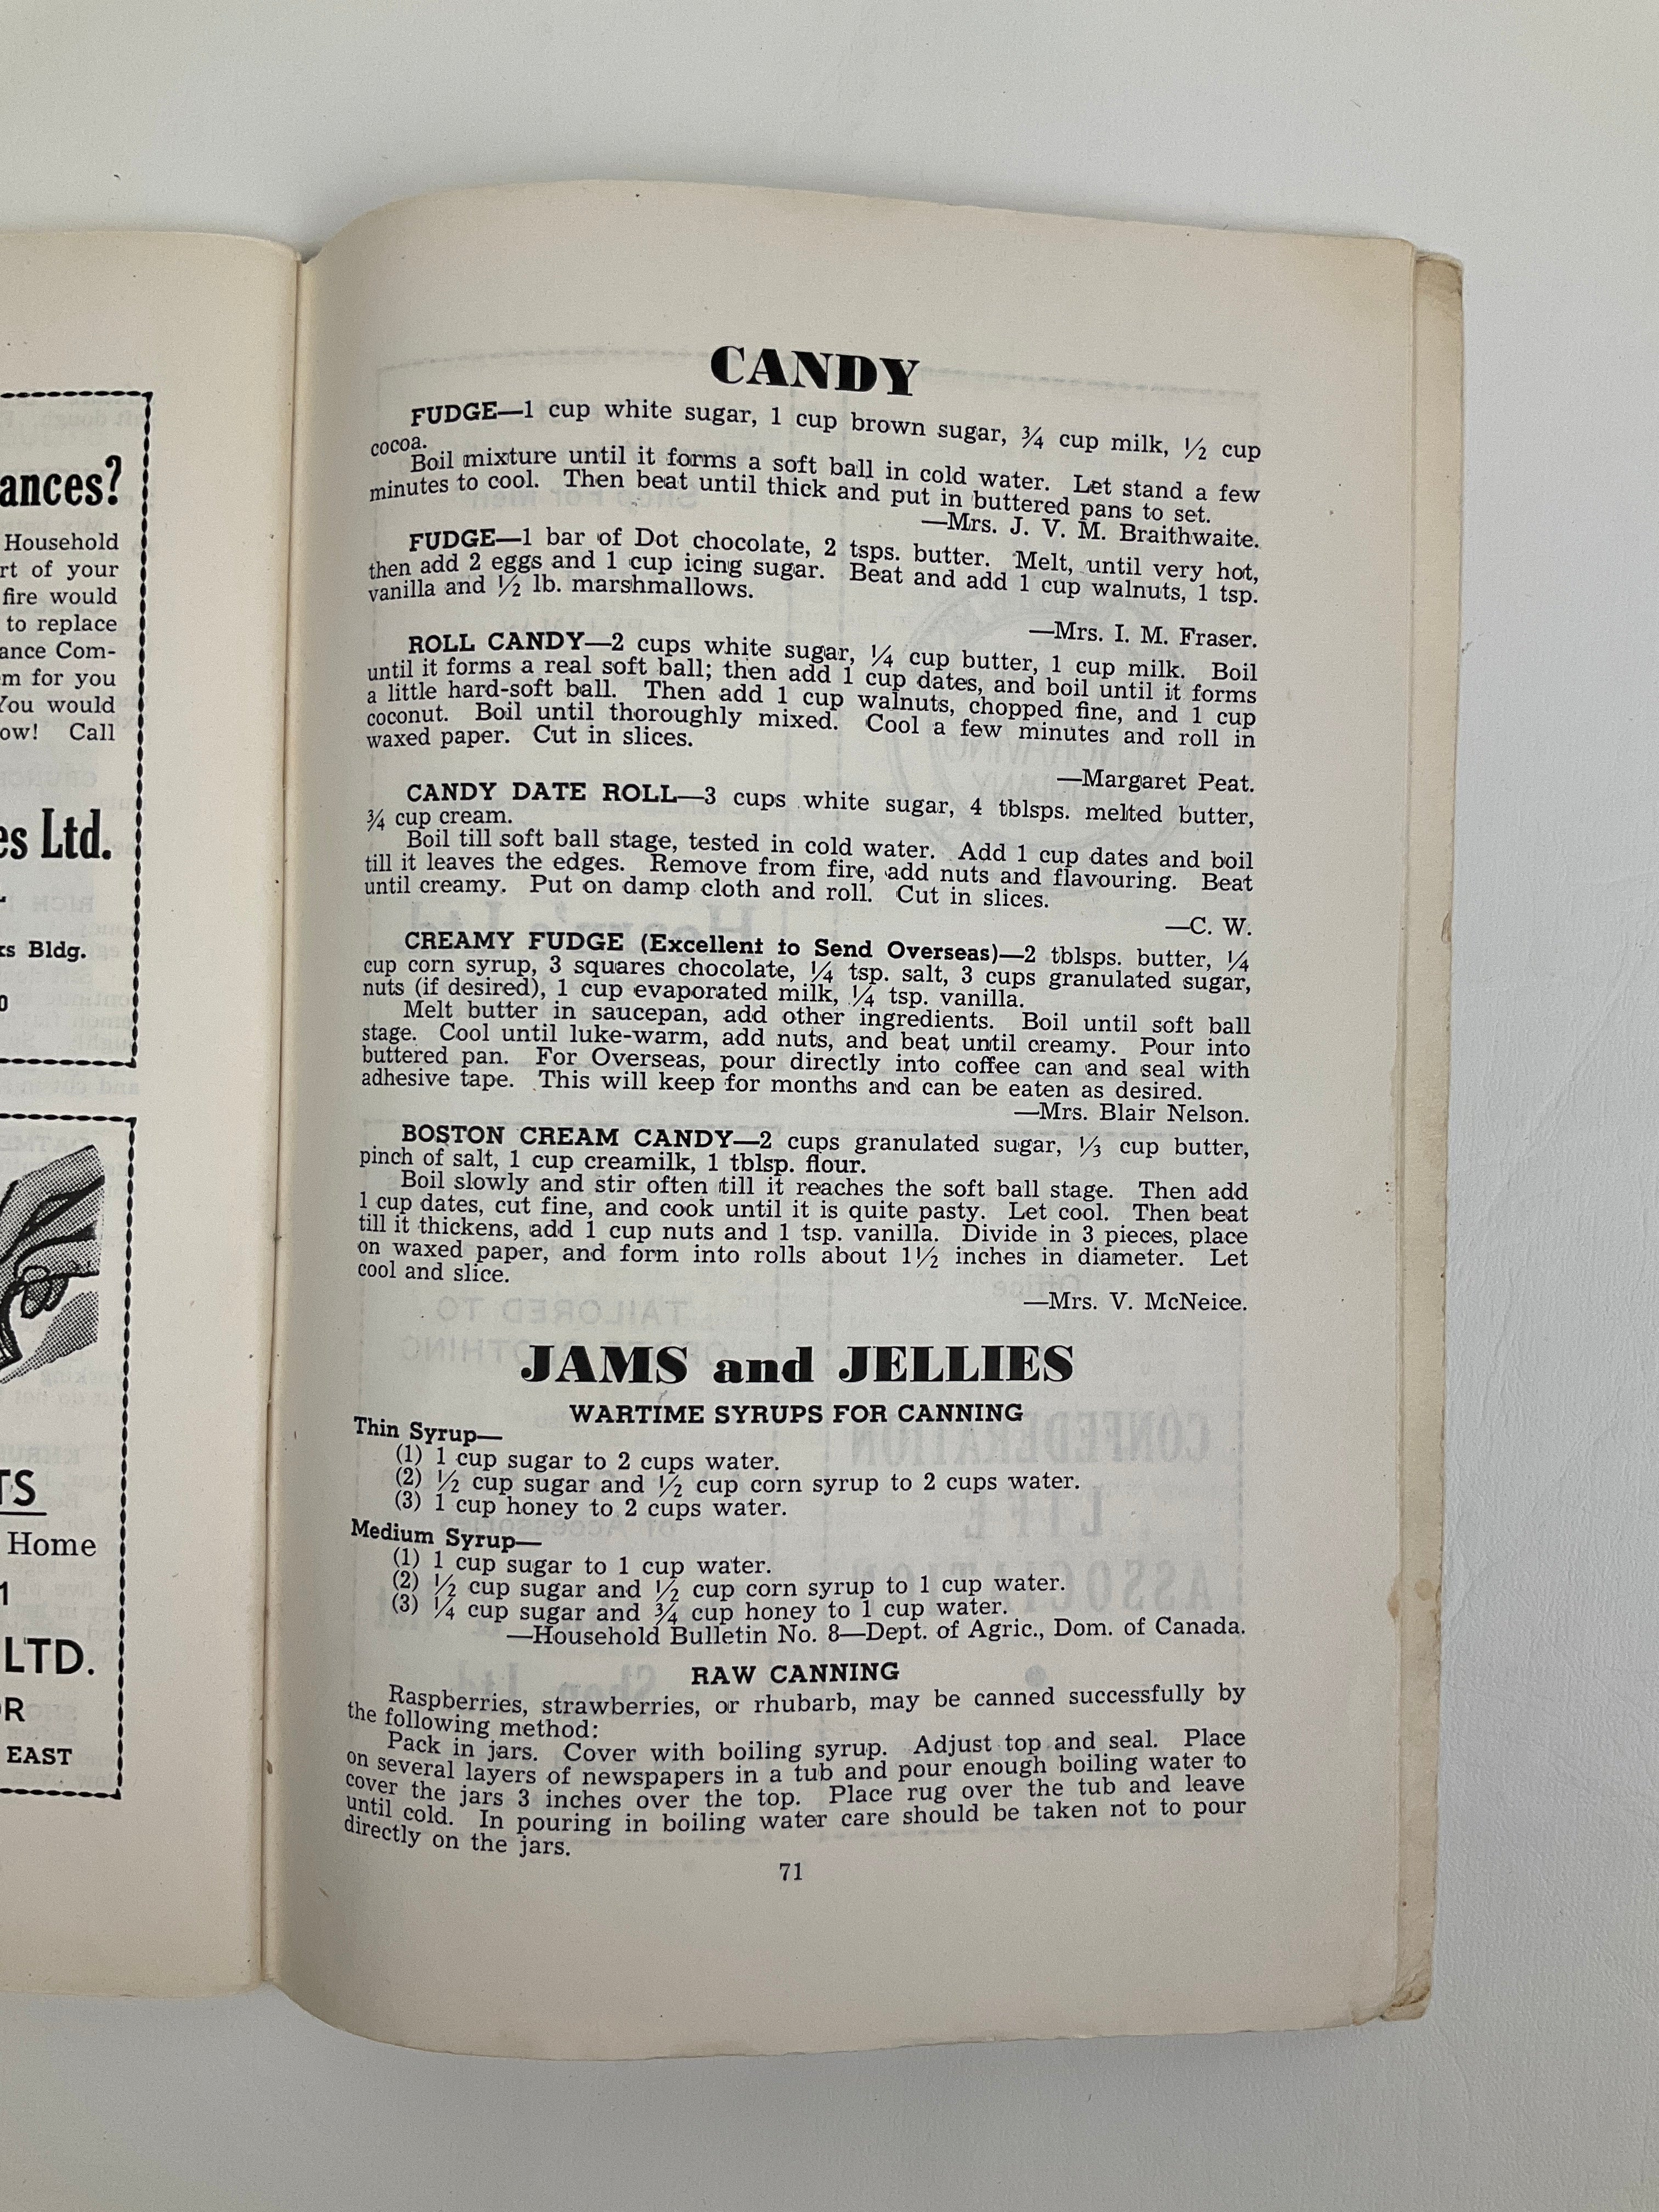 ances?
Household
rt of your
fire would
to replace
ance Com-
m for you
You would
ow! Call
es Ltd.
ks Bldg.
0
TS
Home
1
LTD.
OR
EAST
CANDY
FUDGE—1 cup white sugar, 1 cup brown sugar, ¾ cup milk, ½ cup
cocoa.
Boil mixture until it forms a soft ball in cold water. Let stand a few
minutes to cool. Then beat until thick and put in buttered pans to set.
—Mrs. J. V. M. Braithwaite.
FUDGE—1 bar of Dot chocolate, 2 tsps. butter. Melt, until very hot,
then add 2 eggs and 1 cup icing sugar. Beat and add 1 cup walnuts, 1 tsp.
vanilla and ½ lb. marshmallows.
—Mrs. I. M. Fraser.
ROLL CANDY—2 cups white sugar, ¼ cup butter, 1 cup milk. Boil
until it forms a real soft ball; then add 1 cup dates, and boil until it forms
a little hard-soft ball. Then add 1 cup walnuts, chopped fine, and 1 cup
coconut. Boil until thoroughly mixed. Cool a few minutes and roll in
waxed paper. Cut in slices.
—Margaret Peat.
CANDY DATE ROLL—3 cups white sugar, 4 tblsps. melted butter,
¾ cup cream.
Boil till soft ball stage, tested in cold water. Add 1 cup dates and boil
till it leaves the edges. Remove from fire, add nuts and flavouring. Beat
until creamy. Put on damp cloth and roll. Cut in slices.
—C. W.
CREAMY FUDGE (Excellent to Send Overseas)—2 tblsps. butter, ¼
cup corn syrup, 3 squares chocolate, ¼ tsp. salt, 3 cups granulated sugar,
nuts (if desired), 1 cup evaporated milk, ¼ tsp. vanilla.
Melt butter in saucepan, add other ingredients. Boil until soft ball
stage. Cool until luke-warm, add nuts, and beat until creamy. Pour into
buttered pan. For Overseas, pour directly into coffee can and seal with
adhesive tape. This will keep for months and can be eaten as desired.
—Mrs. Blair Nelson.
BOSTON CREAM CANDY—2 cups granulated sugar, ⅓ cup butter,
pinch of salt, 1 cup creamilk, 1 tblsp. flour.
Boil slowly and stir often till it reaches the soft ball stage. Then add
1 cup dates, cut fine, and cook until it is quite pasty. Let cool. Then beat
till it thickens, add 1 cup nuts and 1 tsp. vanilla. Divide in 3 pieces, place
on waxed paper, and form into rolls about 1½ inches in diameter. Let
cool and slice.
—Mrs. V. McNeice.
JAMS and JELLIES
WARTIME SYRUPS FOR CANNING
Thin Syrup—
(1) 1 cup sugar to 2 cups water.
(2) ½ cup sugar and ½ cup corn syrup to 2 cups water.
(3) 1 cup honey to 2 cups water.
Medium Syrup—
(1) 1 cup sugar to 1 cup water.
(2) ½ cup sugar and ½ cup corn syrup to 1 cup water.
(3) ¼ cup sugar and ¾ cup honey to 1 cup water.
—Household Bulletin No. 8—Dept. of Agric., Dom. of Canada.
RAW CANNING
Raspberries, strawberries, or rhubarb, may be canned successfully by
the following method:
Pack in jars. Cover with boiling syrup. Adjust top and seal. Place
on several layers of newspapers in a tub and pour enough boiling water to
cover the jars 3 inches over the top. Place rug over the tub and leave
until cold. In pouring in boiling water care should be taken not to pour
directly on the jars.
71